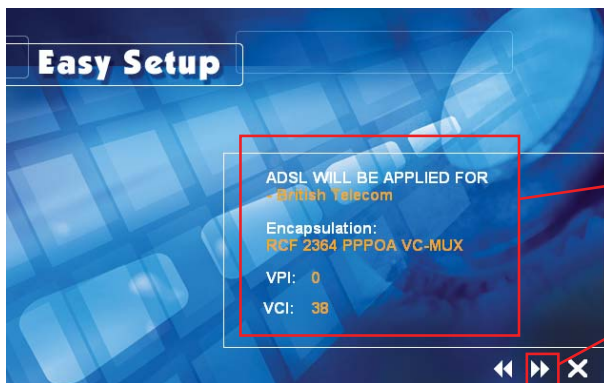 Easy Setup
ADSL WILL BE APPLIED FOR
- British Telecom
Encapsulation:
RCF 2364 PPPOA VC-MUX
VPI: 0
VCI: 38